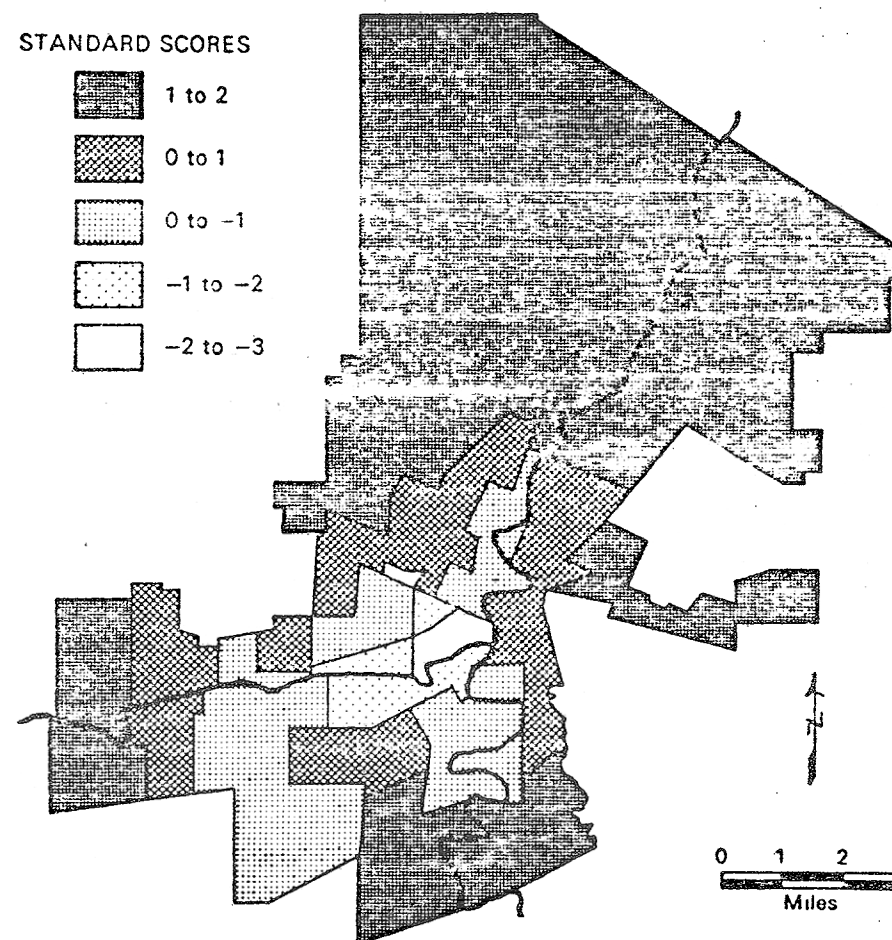 STANDARD SCORES
1 to 2
0 to 1
0 to −1
−1 to −2
−2 to −3
N
0 1 2
Miles